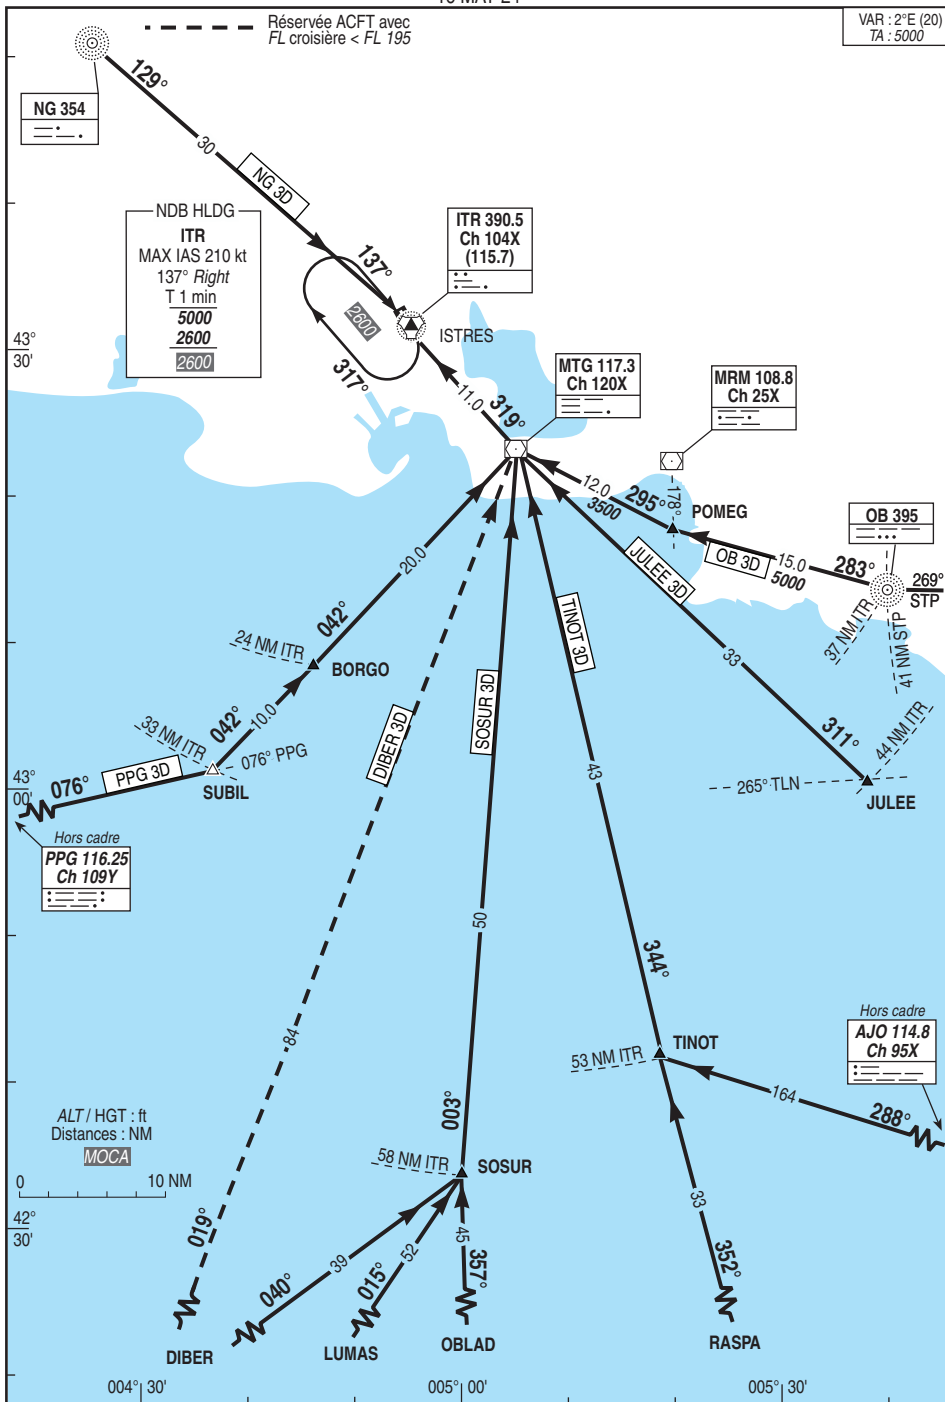 Réservée ACFT avec
FL croisière < FL 195
VAR : 2°E (20)
TA : 5000
NG 354
129°
30
NG 3D
NDB HLDG
ITR
MAX IAS 210 kt
137° Right
T 1 min
5000
2600
2600
ITR 390.5
Ch 104X
(115.7)
137°
2600
317°
ISTRES
43°
30'
11.0
319°
MTG 117.3
Ch 120X
MRM 108.8
Ch 25X
178°
12.0
3500
295°
POMEG
OB 395
OB 3D
15.0
5000
283°
269°
STP
37 NM ITR
41 NM STP
JULEE 3D
33
311°
44 NM ITR
265° TLN
JULEE
20.0
042°
24 NM ITR
BORGO
042°
10.0
33 NM ITR
076° PPG
SUBIL
PPG 3D
076°
43°
00'
Hors cadre
PPG 116.25
Ch 109Y
DIBER 3D
SOSUR 3D
TINOT 3D
43
50
84
344°
TINOT
53 NM ITR
Hors cadre
AJO 114.8
Ch 95X
164
288°
ALT / HGT : ft
Distances : NM
MOCA
0
10 NM
003°
58 NM ITR
SOSUR
42°
30'
019°
040°
39
015°
52
45
357°
33
352°
DIBER
LUMAS
OBLAD
RASPA
004° 30'
005° 00'
005° 30'